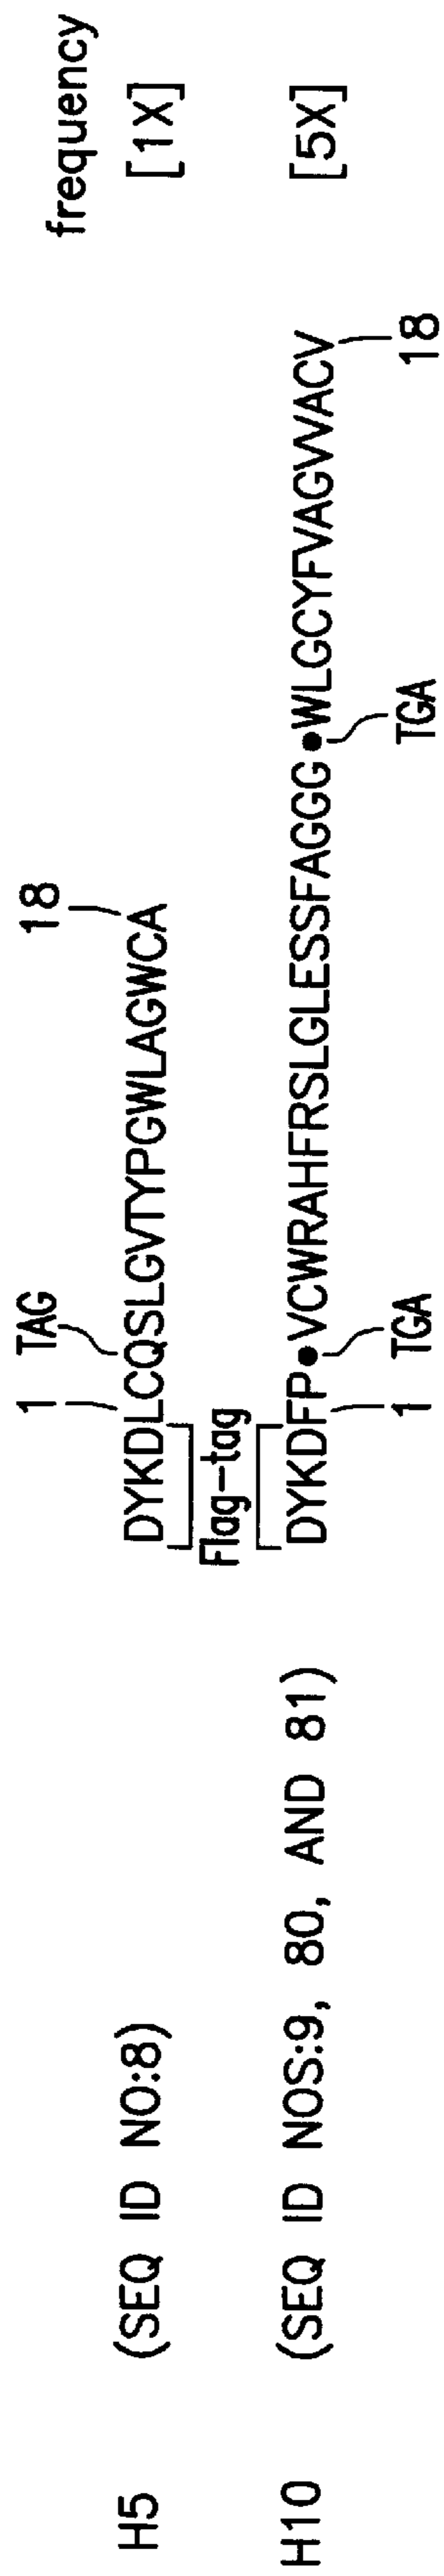 1 TAG 18
frequency
H5 (SEQ ID NO:8) DYKDLCQSLGVTYPGWLAGWCA [1X]
Flag-tag
H10 (SEQ ID NOS:9, 80, AND 81) DYKDFP●VCWRAHFRSLGLESSFAGGG●WLGCYFVAGVVACV [5X]
1 TGA TGA 18